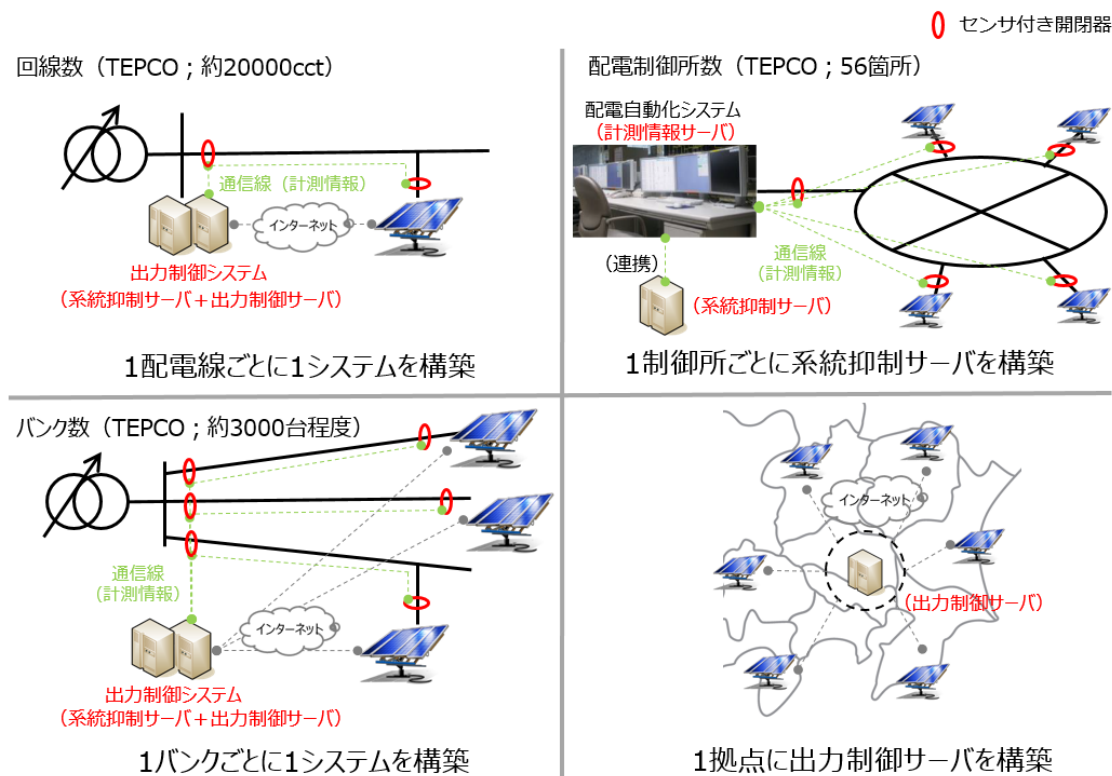 センサ付き開閉器
回線数（TEPCO；約20000cct）
通信線（計測情報）
インターネット
出力制御システム
（系統抑制サーバ＋出力制御サーバ）
1配電線ごとに1システムを構築
配電制御所数（TEPCO；56箇所）
配電自動化システム
（計測情報サーバ）
通信線
（計測情報）
（連携）
（系統抑制サーバ）
1制御所ごとに系統抑制サーバを構築
バンク数（TEPCO；約3000台程度）
通信線
（計測情報）
インターネット
出力制御システム
（系統抑制サーバ＋出力制御サーバ）
1バンクごとに1システムを構築
インターネット
（出力制御サーバ）
1拠点に出力制御サーバを構築